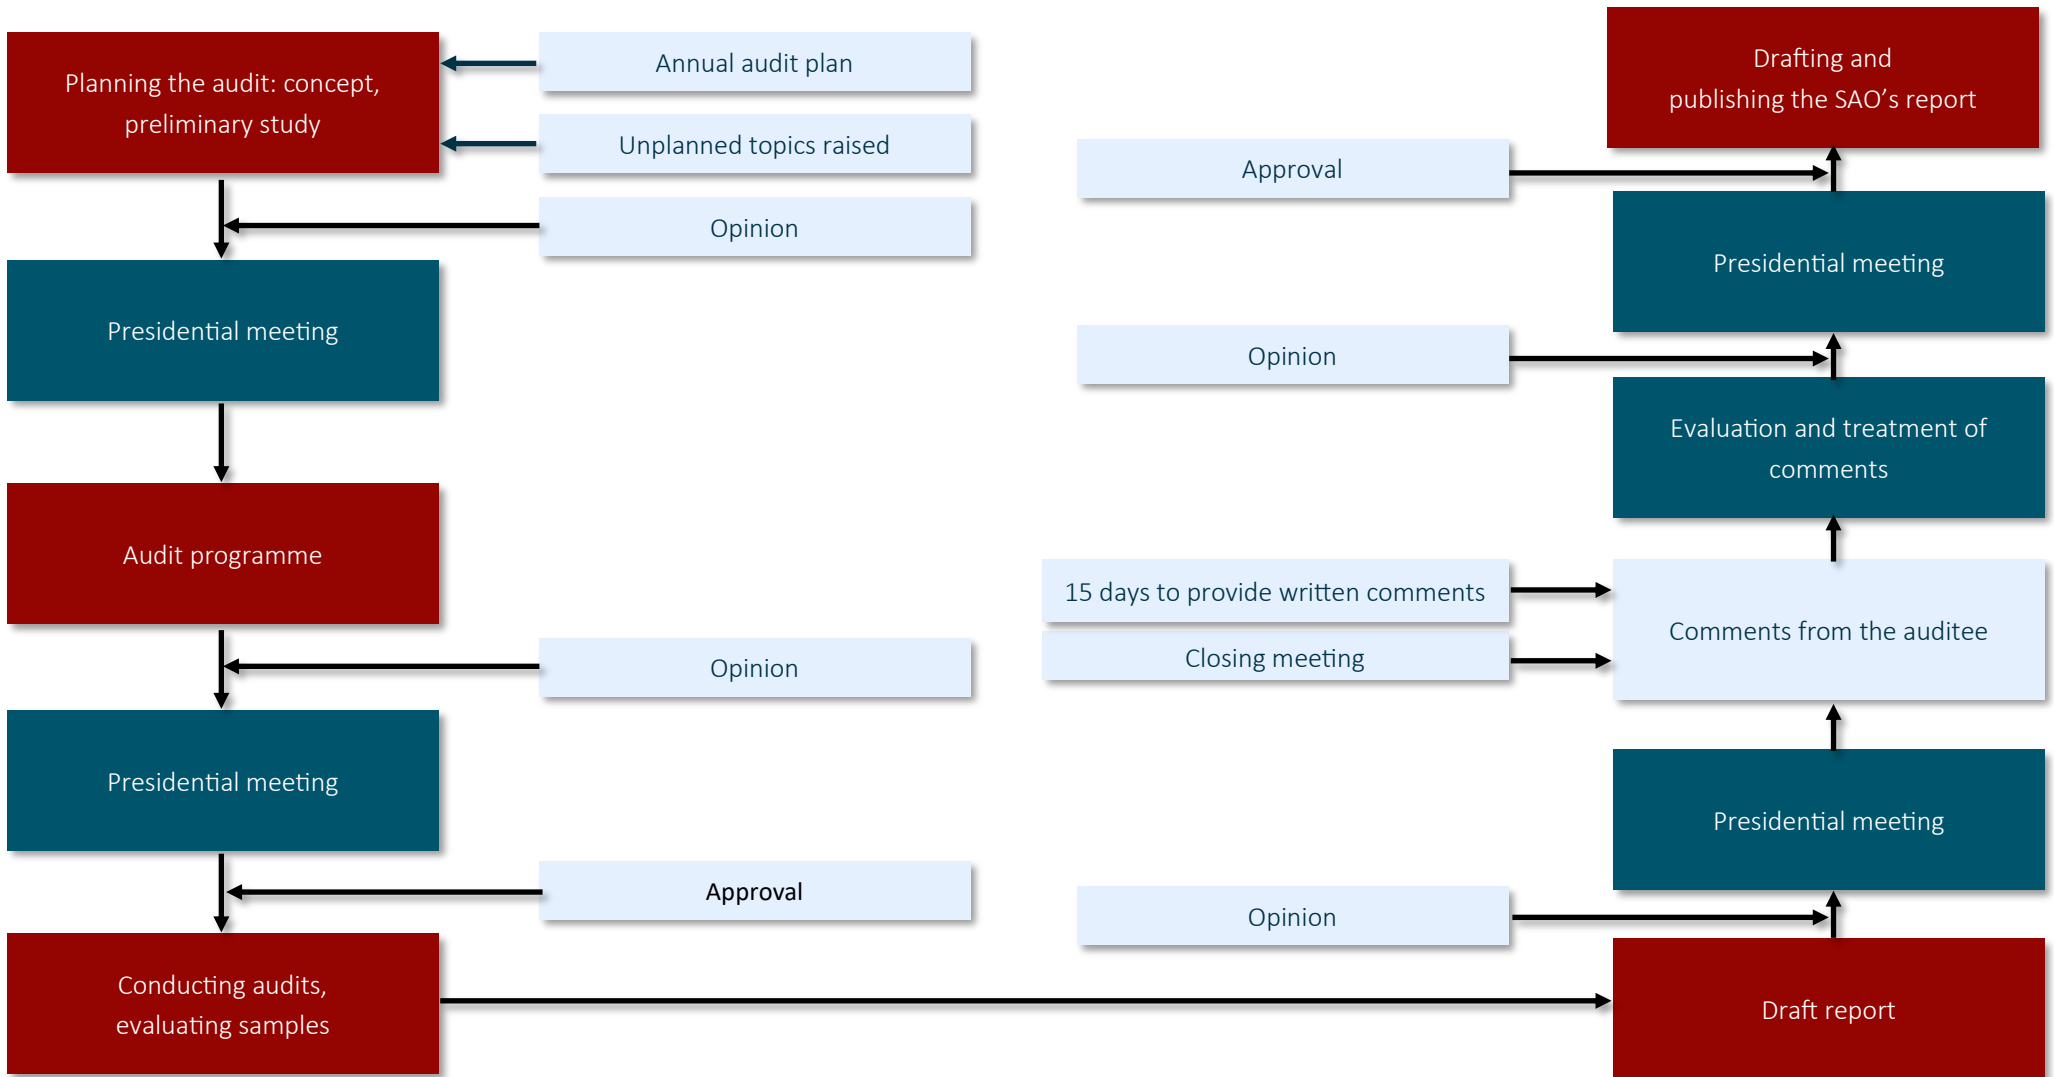 Planning the audit: concept,
preliminary study
Annual audit plan
Unplanned topics raised
Opinion
Presidential meeting
Audit programme
Opinion
Presidential meeting
Approval
Conducting audits,
evaluating samples
Drafting and
publishing the SAO’s report
Approval
Presidential meeting
Opinion
Evaluation and treatment of
comments
15 days to provide written comments
Closing meeting
Comments from the auditee
Presidential meeting
Opinion
Draft report